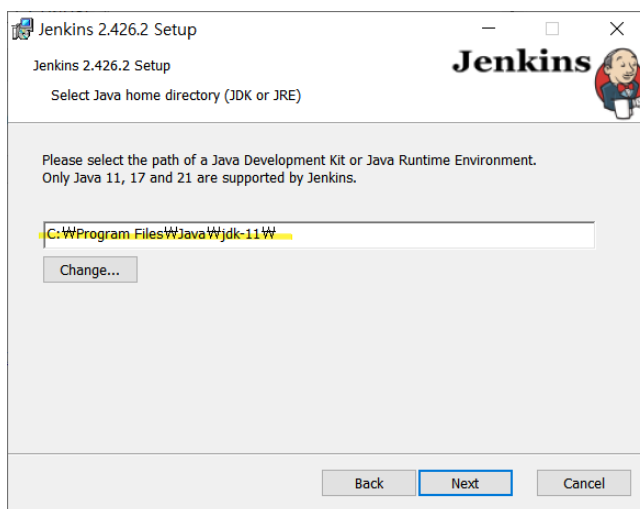 Jenkins 2.426.2 Setup
Jenkins 2.426.2 Setup
Jenkins
Select Java home directory (JDK or JRE)
Please select the path of a Java Development Kit or Java Runtime Environment.
Only Java 11, 17 and 21 are supported by Jenkins.
C:₩Program Files₩Java₩jdk-11₩
Change...
Back
Next
Cancel